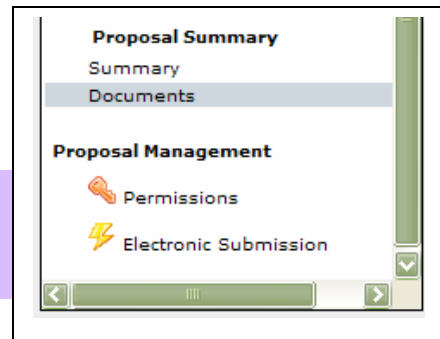 Proposal Summary
Summary
Documents
Proposal Management
Permissions
Electronic Submission